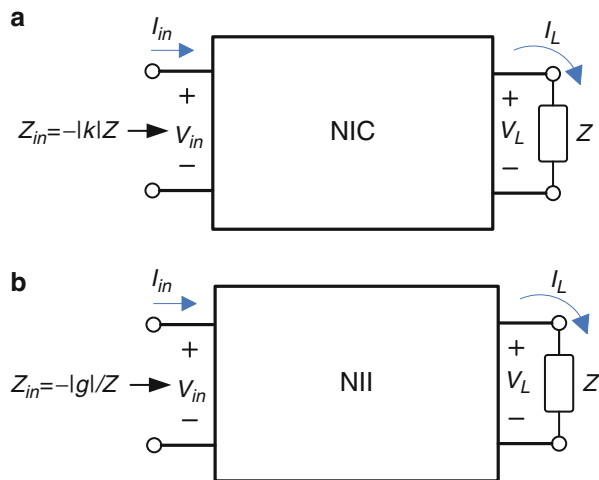 a
I_in
I_L
+
+
Z_in=–|k|Z
V_in
NIC
V_L
Z
–
–
b
I_in
I_L
+
+
Z_in=–|g|/Z
V_in
NII
V_L
Z
–
–